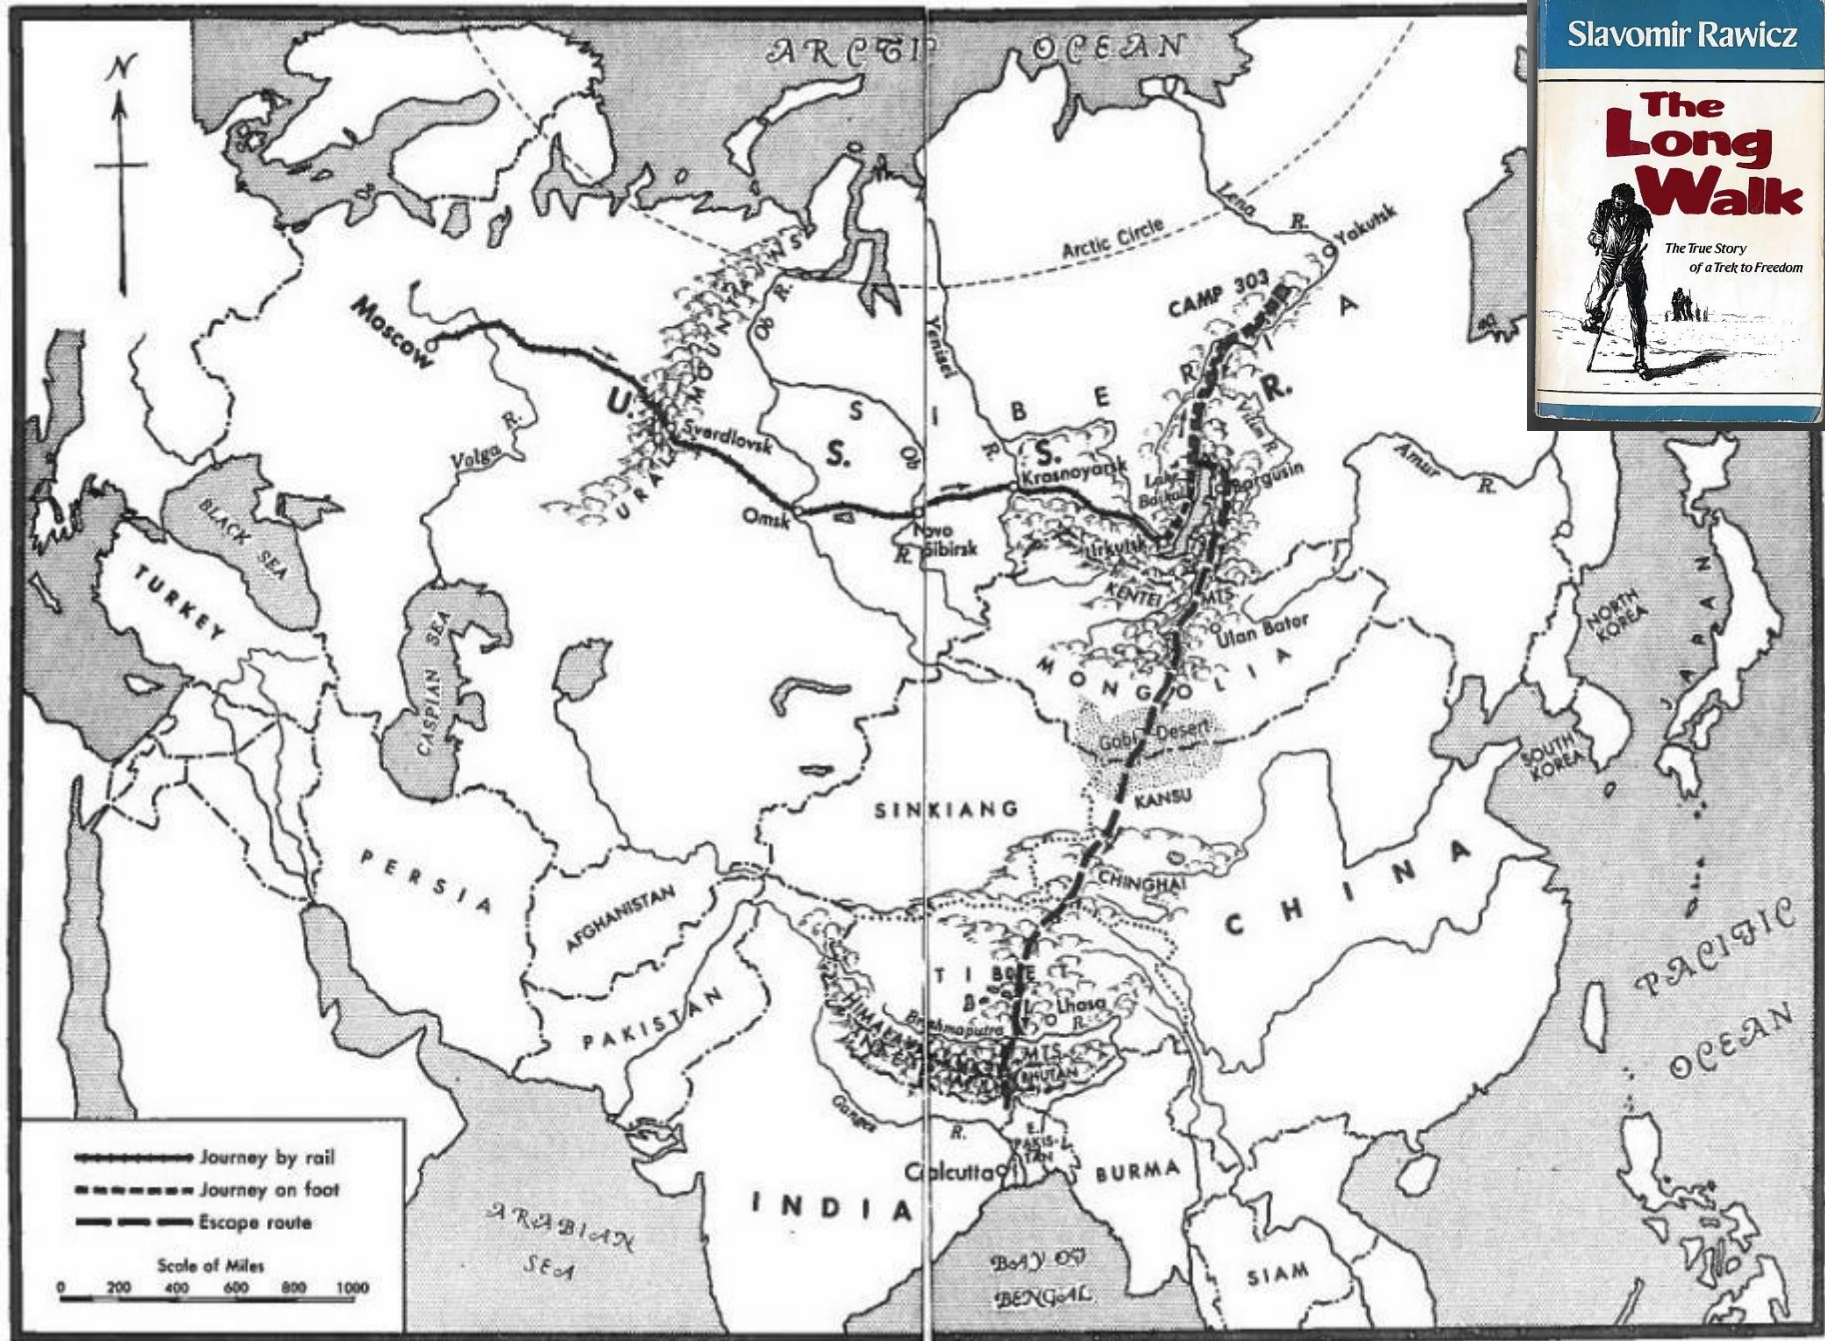 Slavomir Rawicz
The
Long
Walk
The True Story
of a Trek to Freedom
N
ARCTIC OCEAN
Lena R.
Arctic Circle
Yakutsk
CAMP 303
Moscow
URAL MOUNTAINS
Ob R.
Yenisei R.
SIBERIA
U. S. S. R.
Sverdlovsk
Volga R.
Ob R.
Krasnoyarsk
Vitim R.
Lake Baikal
Bargusin
Amur R.
Omsk
Novo Sibirsk
Irkutsk
BLACK SEA
TURKEY
KENTEI MTS.
Ulan Bator
MONGOLIA
NORTH KOREA
JAPAN
CASPIAN SEA
Gobi Desert
SOUTH KOREA
KANSU
SINKIANG
PERSIA
CHINGHAI
AFGHANISTAN
CHINA
PACIFIC OCEAN
TIBET
Lhasa
PAKISTAN
Brahmaputra R.
HIMALAYA MTS.
BHUTAN
Ganges R.
E. PAKIS-TAN
Calcutta
BURMA
INDIA
ARABIAN SEA
BAY OF BENGAL
SIAM
Journey by rail
Journey on foot
Escape route
Scale of Miles
0 200 400 600 800 1000